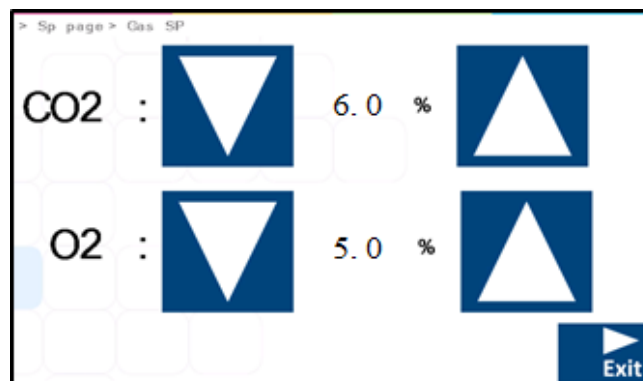 > Sp page > Gas SP
CO2 : 6.0 %
O2 : 5.0 %
Exit